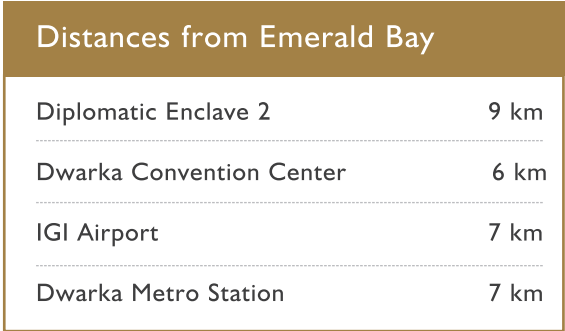 Distances from Emerald Bay
Diplomatic Enclave 2 9 km
Dwarka Convention Center 6 km
IGI Airport 7 km
Dwarka Metro Station 7 km